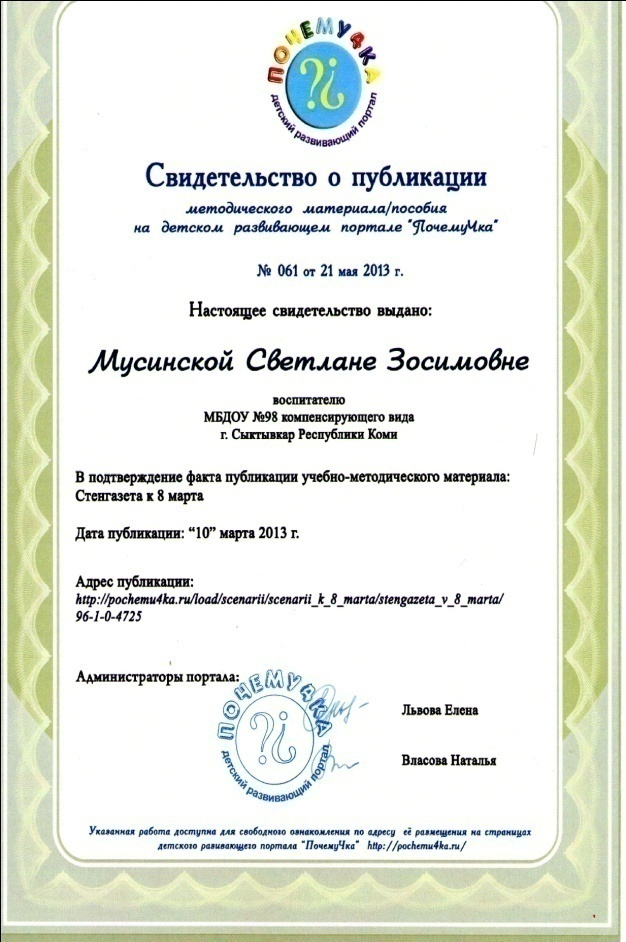 ПОЧЕМУ4КА
детский развивающий портал
Свидетельство о публикации
методического материала/пособия
на детском развивающем портале "ПочемуЧка"
№ 061 от 21 мая 2013 г.
Настоящее свидетельство выдано:
Мусинской Светлане Зосимовне
воспитателю
МБДОУ №98 компенсирующего вида
г. Сыктывкар Республики Коми
В подтверждение факта публикации учебно-методического материала:
Стенгазета к 8 марта
Дата публикации: “10” марта 2013 г.
Адрес публикации:
http://pochemu4ka.ru/load/scenarii/scenarii_k_8_marta/stengazeta_v_8_marta/
96-1-0-4725
Администраторы портала:
ПОЧЕМУ4КА
детский развивающий портал
Львова Елена
Власова Наталья
Указанная работа доступна для свободного ознакомления по адресу её размещения на страницах
детского развивающего портала "ПочемуЧка" http://pochemu4ka.ru/